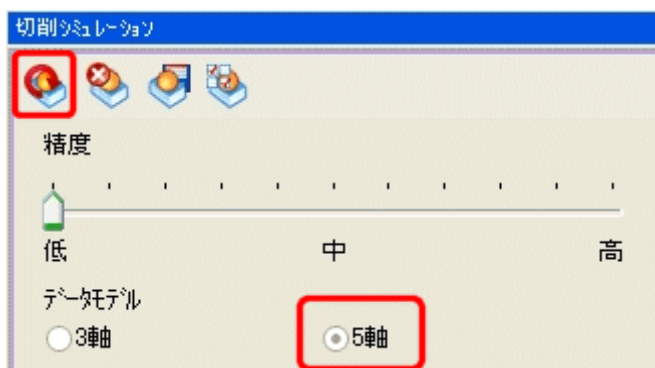 切削ｼﾐｭﾚｰｼｮﾝ
精度
低 中 高
ﾃﾞｰﾀﾓﾃﾞﾙ
3軸 5軸